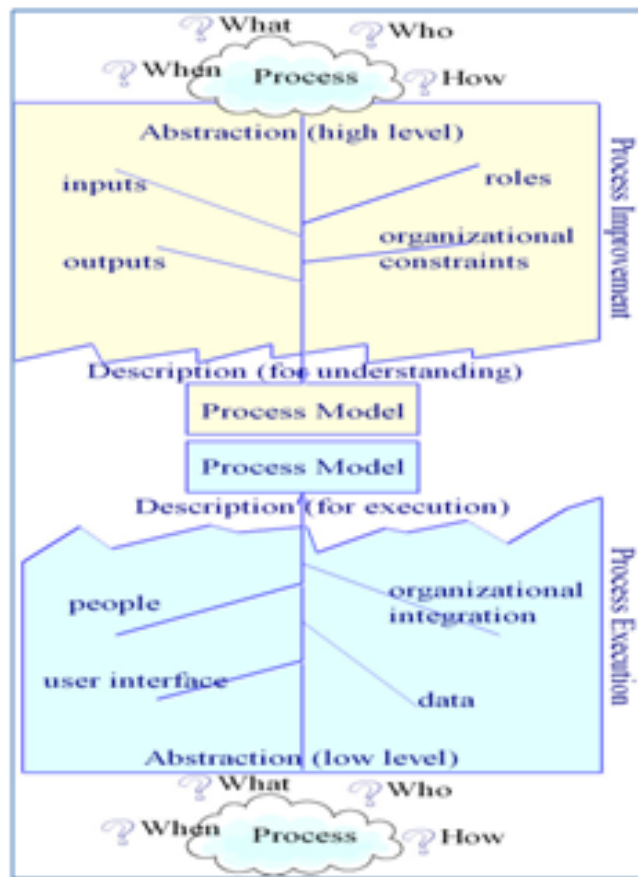 ? What
? Who
? When
Process
? How
Abstraction (high level)
inputs
roles
outputs
organizational
constraints
Process Improvement
Description (for understanding)
Process Model
Process Model
Description (for execution)
people
organizational
integration
user interface
data
Process Execution
Abstraction (low level)
? What
? Who
? When
Process
? How